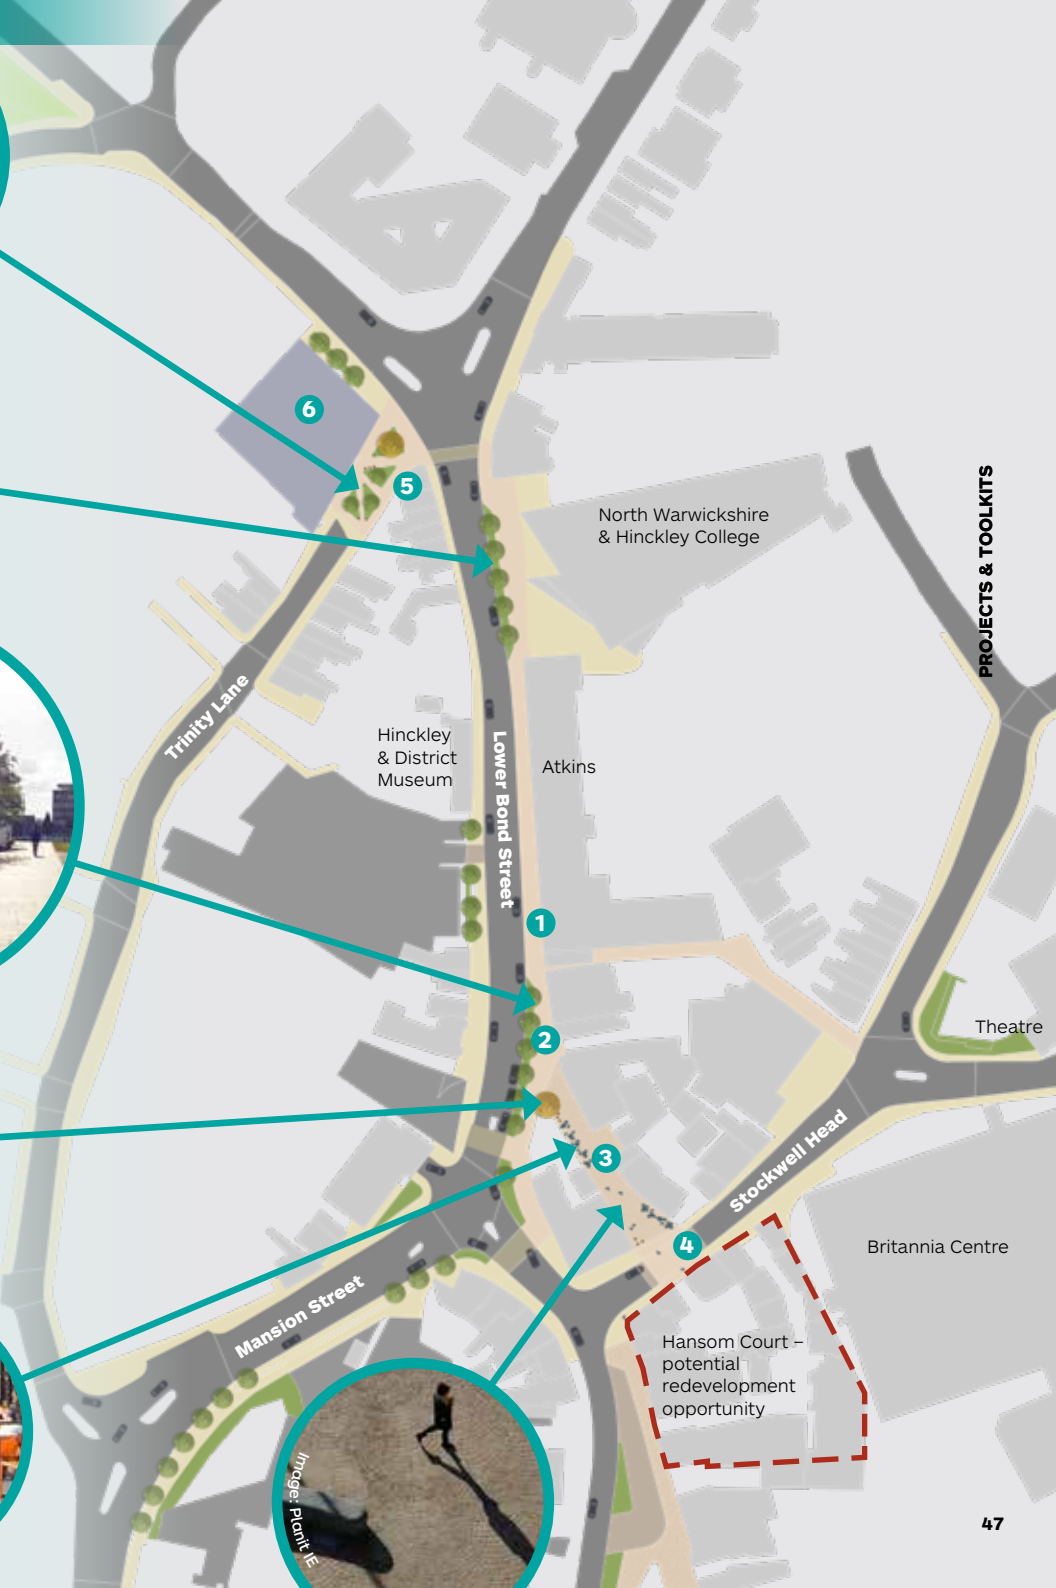 6
5
North Warwickshire
& Hinckley College
PROJECTS & TOOLKITS
Trinity Lane
Hinckley
& District
Museum
Lower Bond Street
Atkins
1
2
Theatre
3
Stockwell Head
4
Britannia Centre
Mansion Street
Hansom Court –
potential
redevelopment
opportunity
Image: Planit IE
47